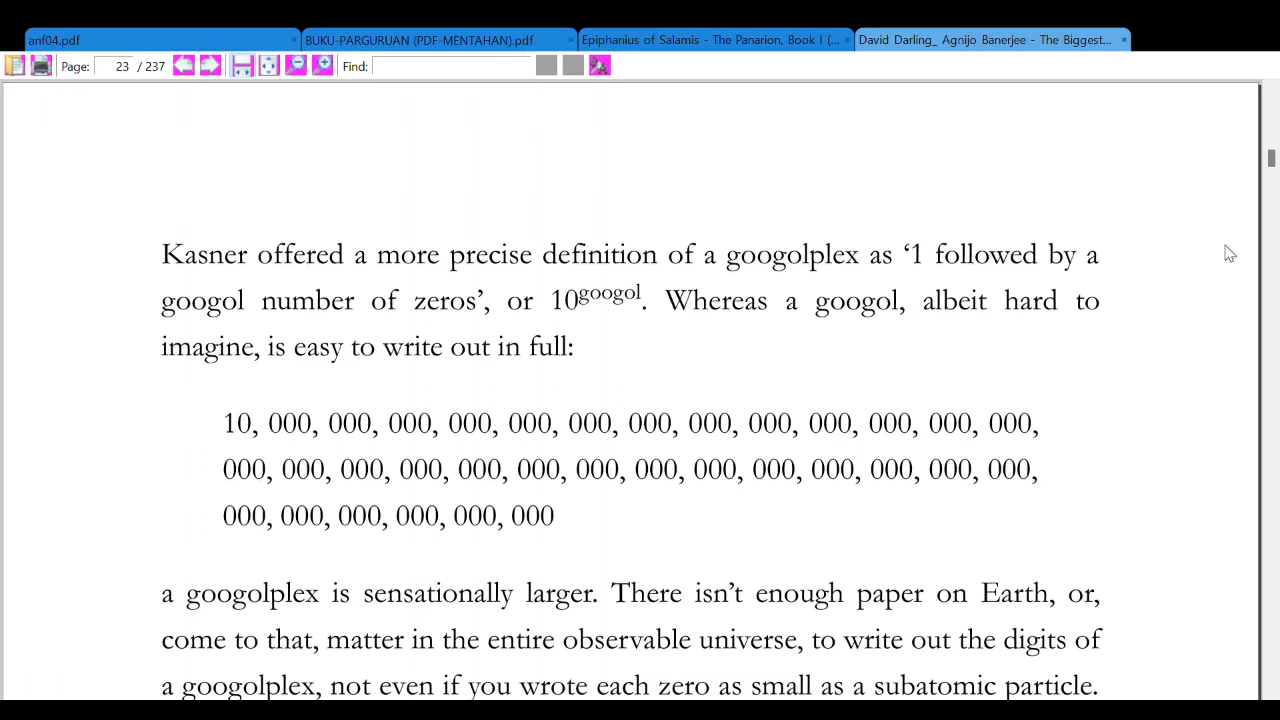 anf04.pdf × BUKU-PARGURUAN (PDF-MENTAHAN).pdf × Epiphanius of Salamis - The Panarion, Book I (... × David Darling_ Agnijo Banerjee - The Biggest... ×
Page: 23 / 237 Find:
Kasner offered a more precise definition of a googolplex as ‘1 followed by a
googol number of zeros’, or 10googol. Whereas a googol, albeit hard to
imagine, is easy to write out in full:
10, 000, 000, 000, 000, 000, 000, 000, 000, 000, 000, 000, 000, 000,
000, 000, 000, 000, 000, 000, 000, 000, 000, 000, 000, 000, 000, 000,
000, 000, 000, 000, 000, 000
a googolplex is sensationally larger. There isn’t enough paper on Earth, or,
come to that, matter in the entire observable universe, to write out the digits of
a googolplex, not even if you wrote each zero as small as a subatomic particle.